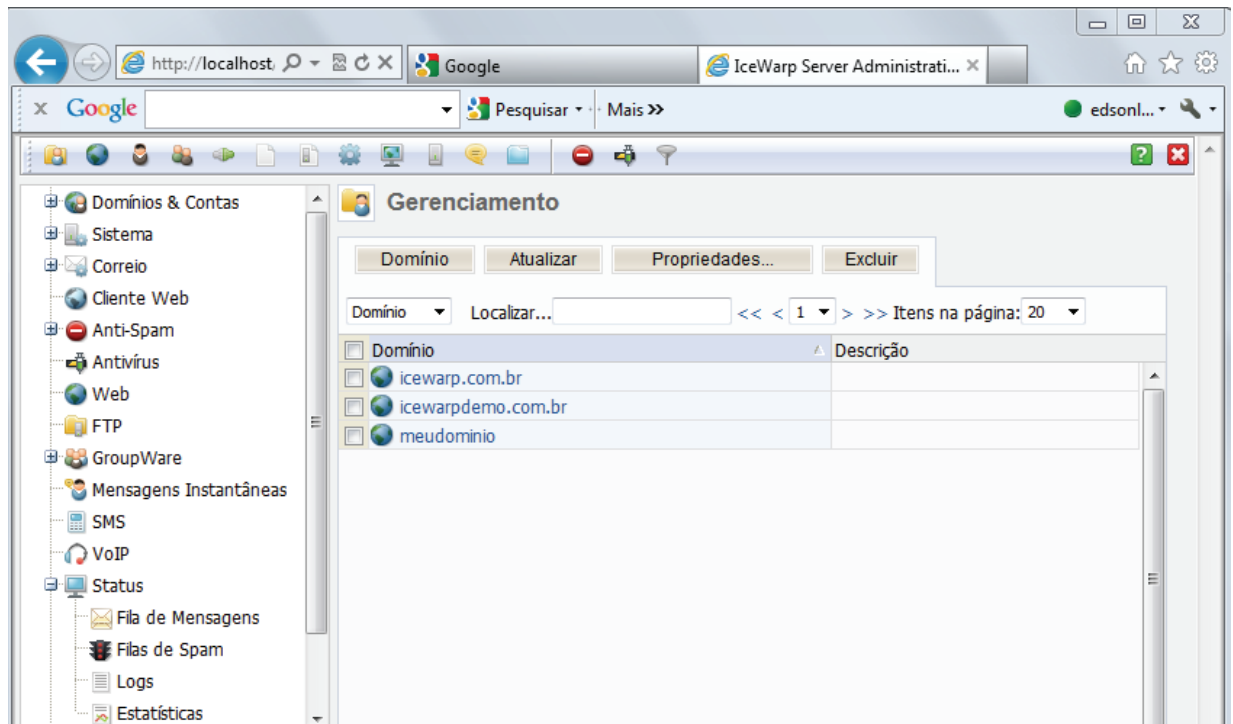 http://localhost,
Google
IceWarp Server Administrati...
x Google
Pesquisar
Mais >>
edsonl...
Domínios & Contas
Sistema
Correio
Cliente Web
Anti-Spam
Antivírus
Web
FTP
GroupWare
Mensagens Instantâneas
SMS
VoIP
Status
Fila de Mensagens
Filas de Spam
Logs
Estatísticas
Gerenciamento
Domínio Atualizar Propriedades... Excluir
Domínio Localizar... << < 1 > >> Itens na página: 20
Domínio Descrição
icewarp.com.br
icewarpdemo.com.br
meudominio